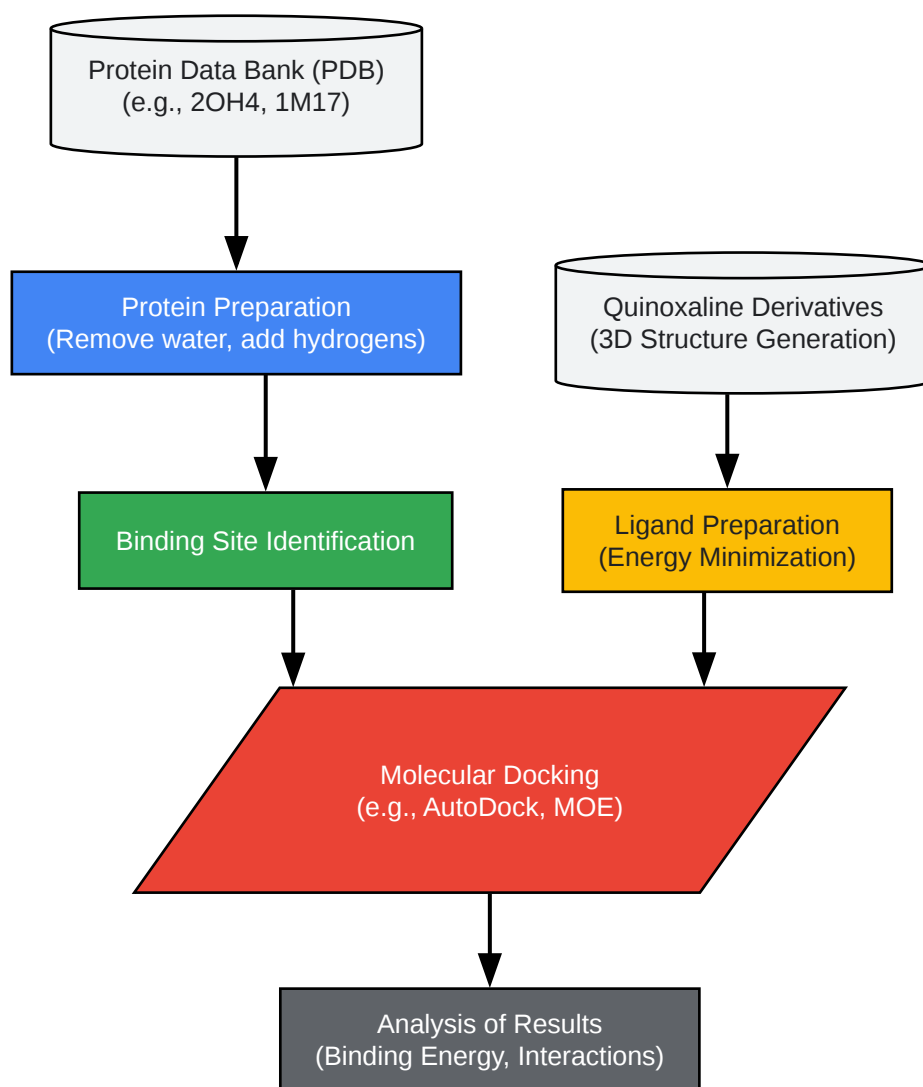 Protein Data Bank (PDB)
(e.g., 2OH4, 1M17)
Protein Preparation
(Remove water, add hydrogens)
Quinoxaline Derivatives
(3D Structure Generation)
Binding Site Identification
Ligand Preparation
(Energy Minimization)
Molecular Docking
(e.g., AutoDock, MOE)
Analysis of Results
(Binding Energy, Interactions)